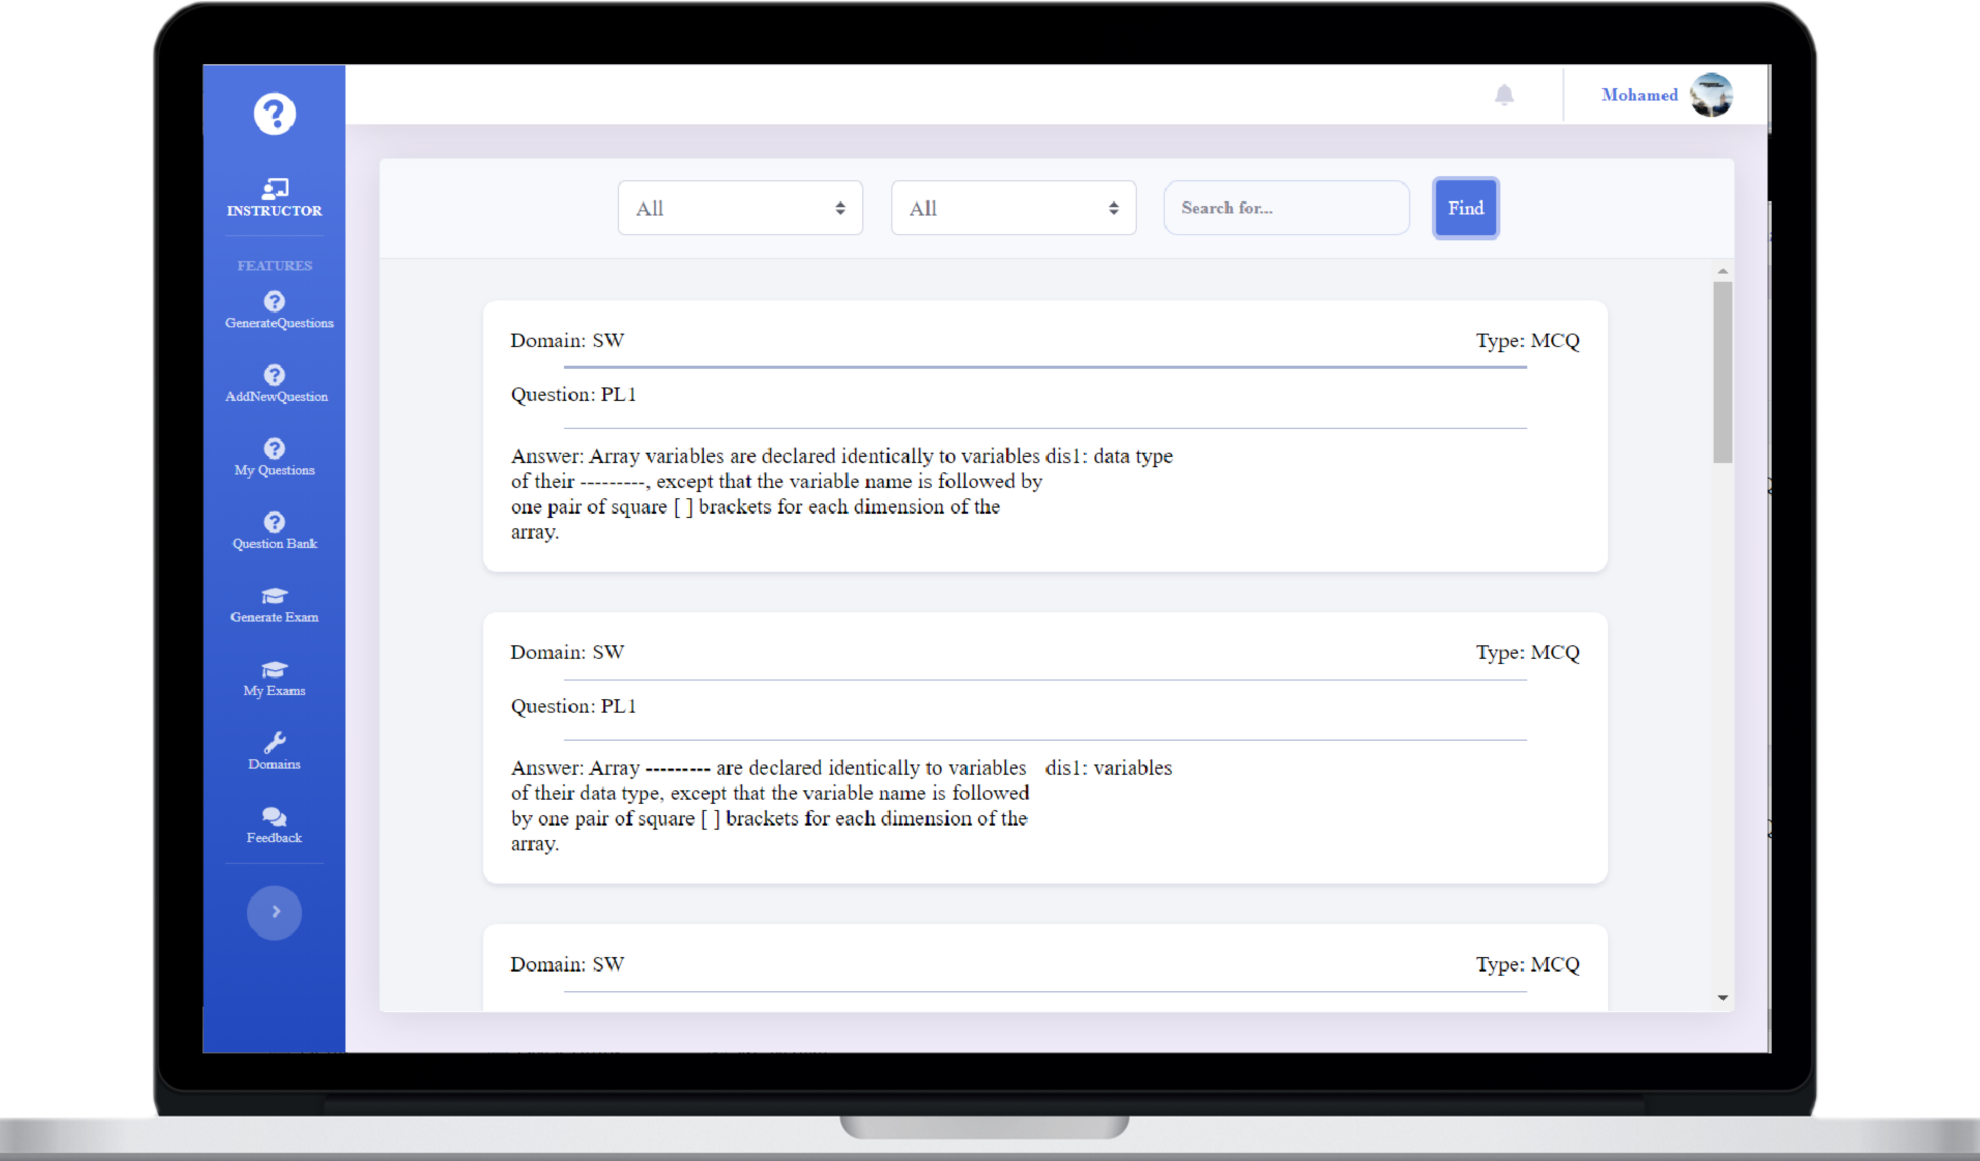 Mohamed
INSTRUCTOR
FEATURES
GenerateQuestions
AddNewQuestion
My Questions
Question Bank
Generate Exam
My Exams
Domains
Feedback
All
All
Search for...
Find
Domain: SW
Type: MCQ
Question: PL1
Answer: Array variables are declared identically to variables dis1: data type
of their ---------, except that the variable name is followed by
one pair of square [ ] brackets for each dimension of the
array.
Domain: SW
Type: MCQ
Question: PL1
Answer: Array --------- are declared identically to variables dis1: variables
of their data type, except that the variable name is followed
by one pair of square [ ] brackets for each dimension of the
array.
Domain: SW
Type: MCQ